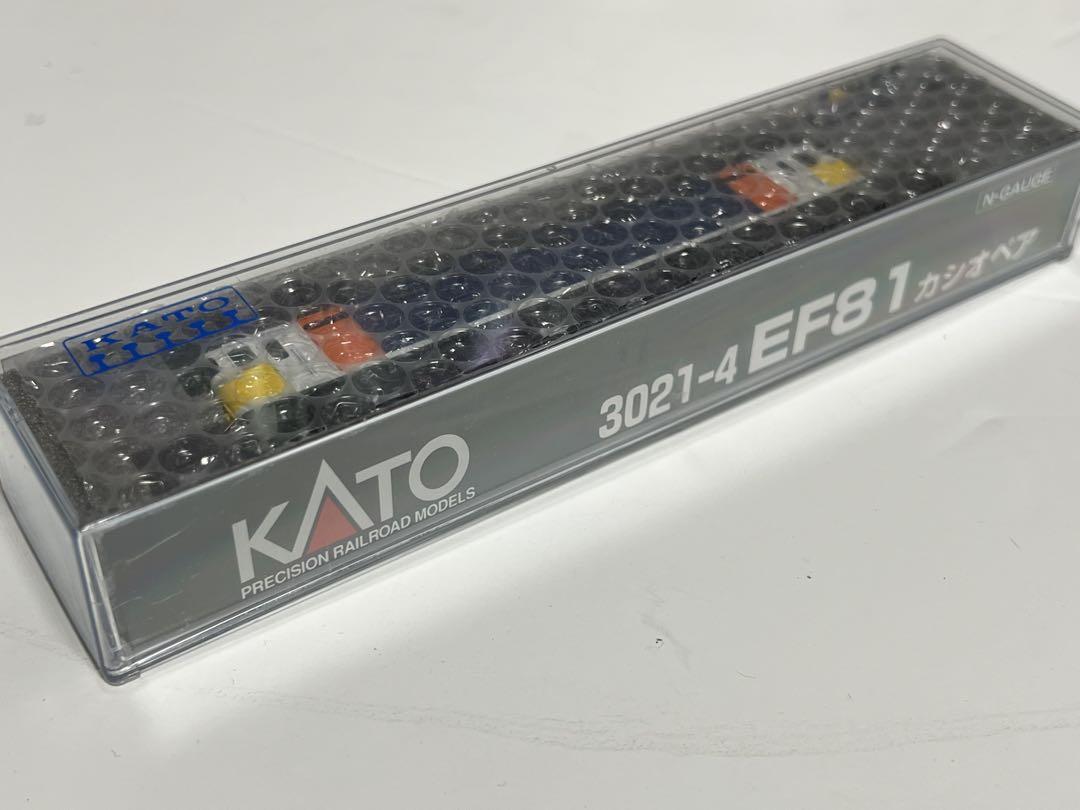 KATO
N-GAUGE
3021-4 EF81 カシオペア
KATO
PRECISION RAILROAD MODELS